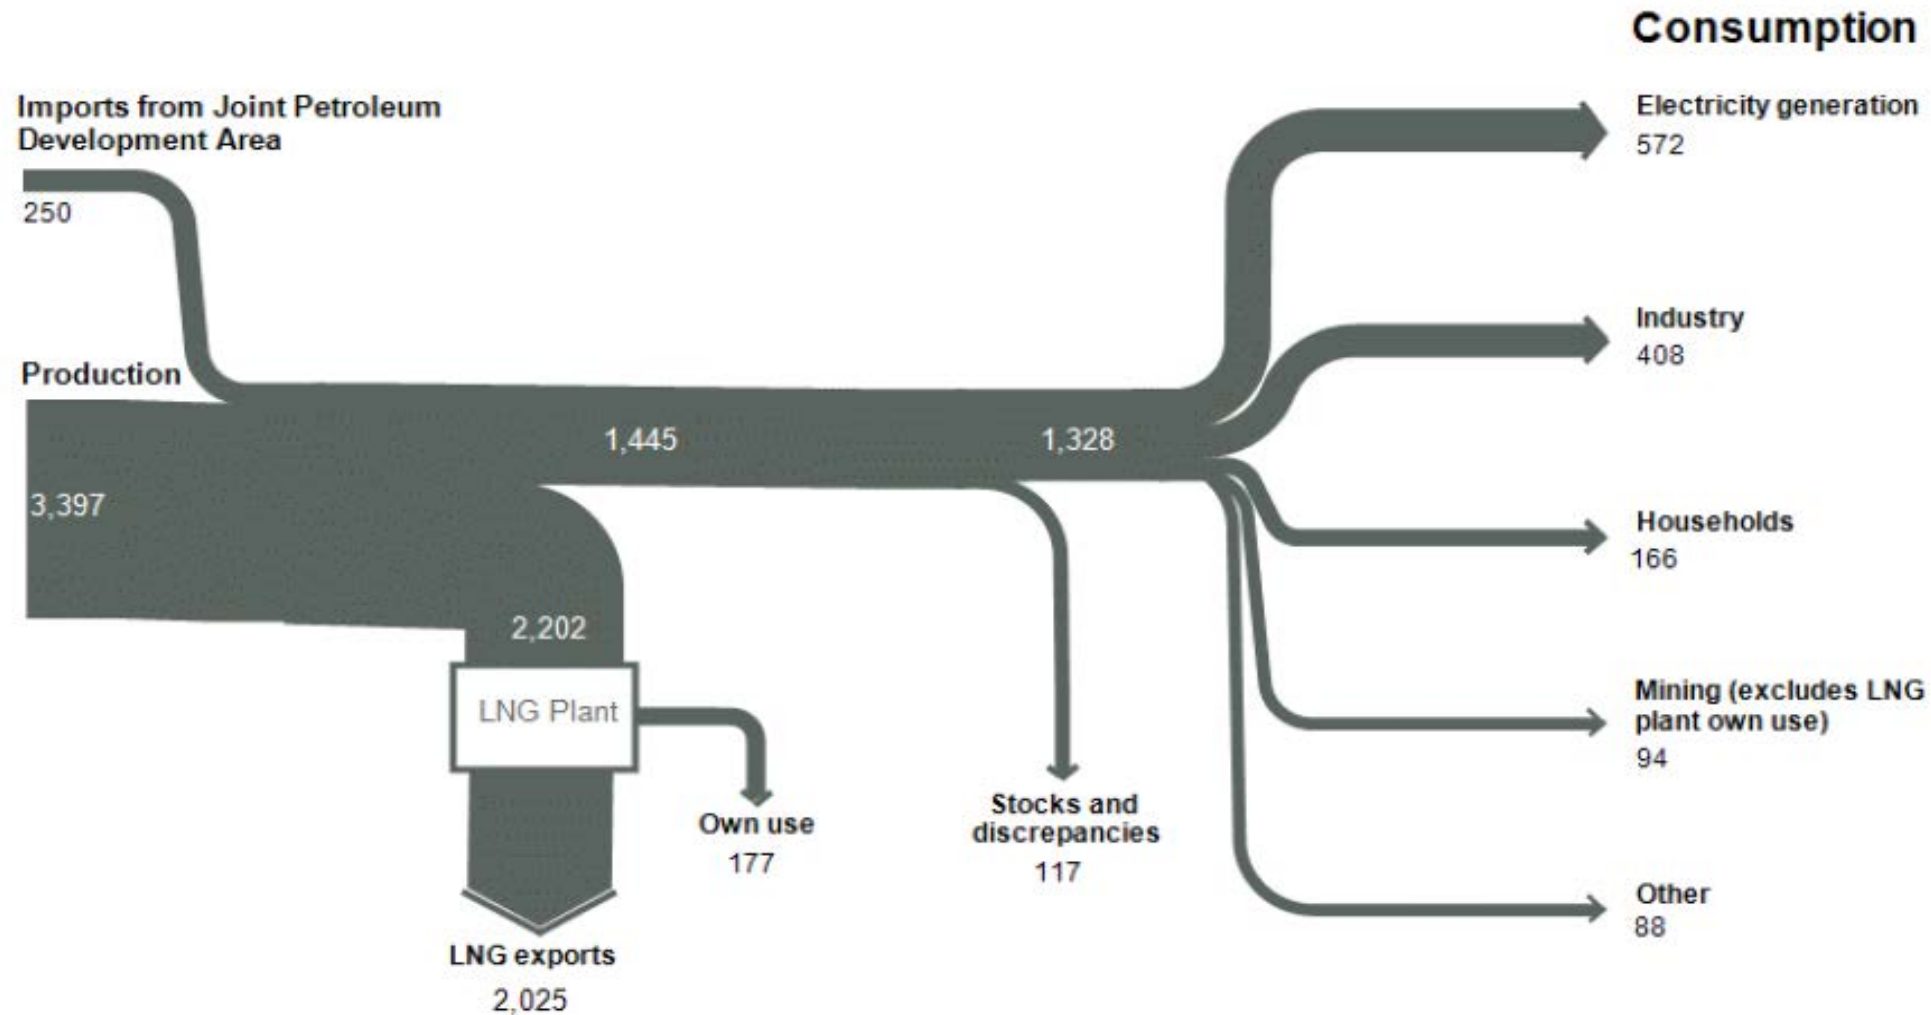 Consumption
Imports from Joint Petroleum
Development Area
250
Electricity generation
572
Industry
408
Production
3,397
1,445
1,328
Households
166
2,202
LNG Plant
Own use
177
Stocks and
discrepancies
117
Mining (excludes LNG
plant own use)
94
Other
88
LNG exports
2,025